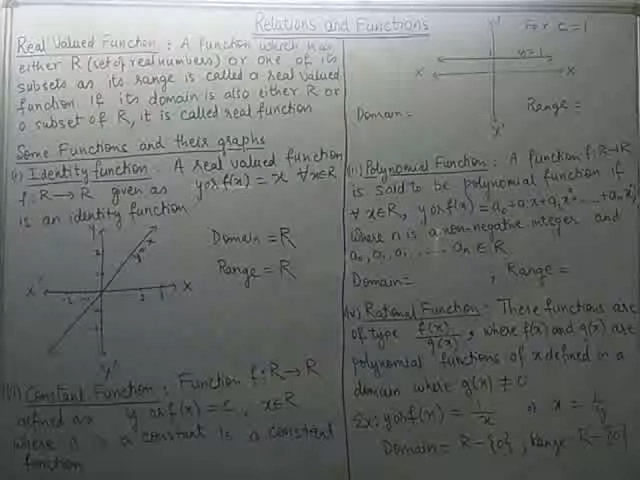 Relations and Functions
Real Valued Function : A function which has
either R (set of real numbers) or one of its
subsets as its range is called a real valued
function. If its domain is also either R or
a subset of R, it is called real function
Some Functions and their graphs
(i) Identity function : A real valued function
f : R → R given as y or f(x) = x ∀ x∈R
is an identity function
Y
X' -2 1 2 X
Y'
Domain = R
Range = R
Constant Function : Function f : R → R
defined as y or f(x) = c, x∈R
where c is a constant is a constant
function
For c = 1
y = 1
X' X
Y'
Domain =
Range =
(iii) Polynomial Function : A function f : R→R
is said to be polynomial function if
∀ x∈R, y or f(x) = a₀ + a₁x + a₂x² .... + aₙxⁿ,
where n is a non-negative integer and
a₀, a₁, a₁ ...... aₙ ∈ R
Domain = ; Range =
(iv) Rational Function : These functions are
of type f(x)/g(x), where f(x) and g(x) are
polynomial functions of x defined in a
domain where g(x) ≠ 0
Ex: y or f(x) = 1/x or x = 1/y
Domain = R - {0}, Range R - {0}